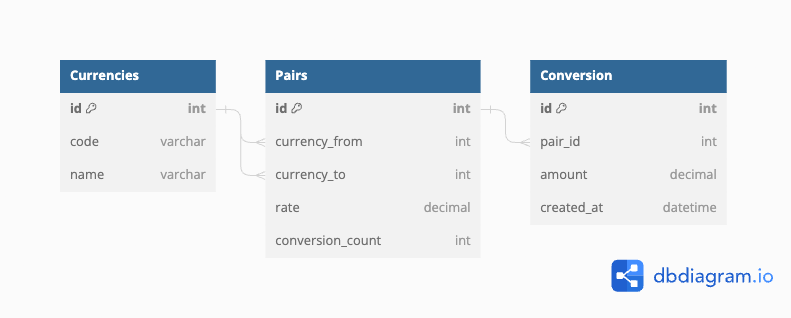 Currencies
id int
code varchar
name varchar
Pairs
id int
currency_from int
currency_to int
rate decimal
conversion_count int
Conversion
id int
pair_id int
amount decimal
created_at datetime
dbdiagram.io